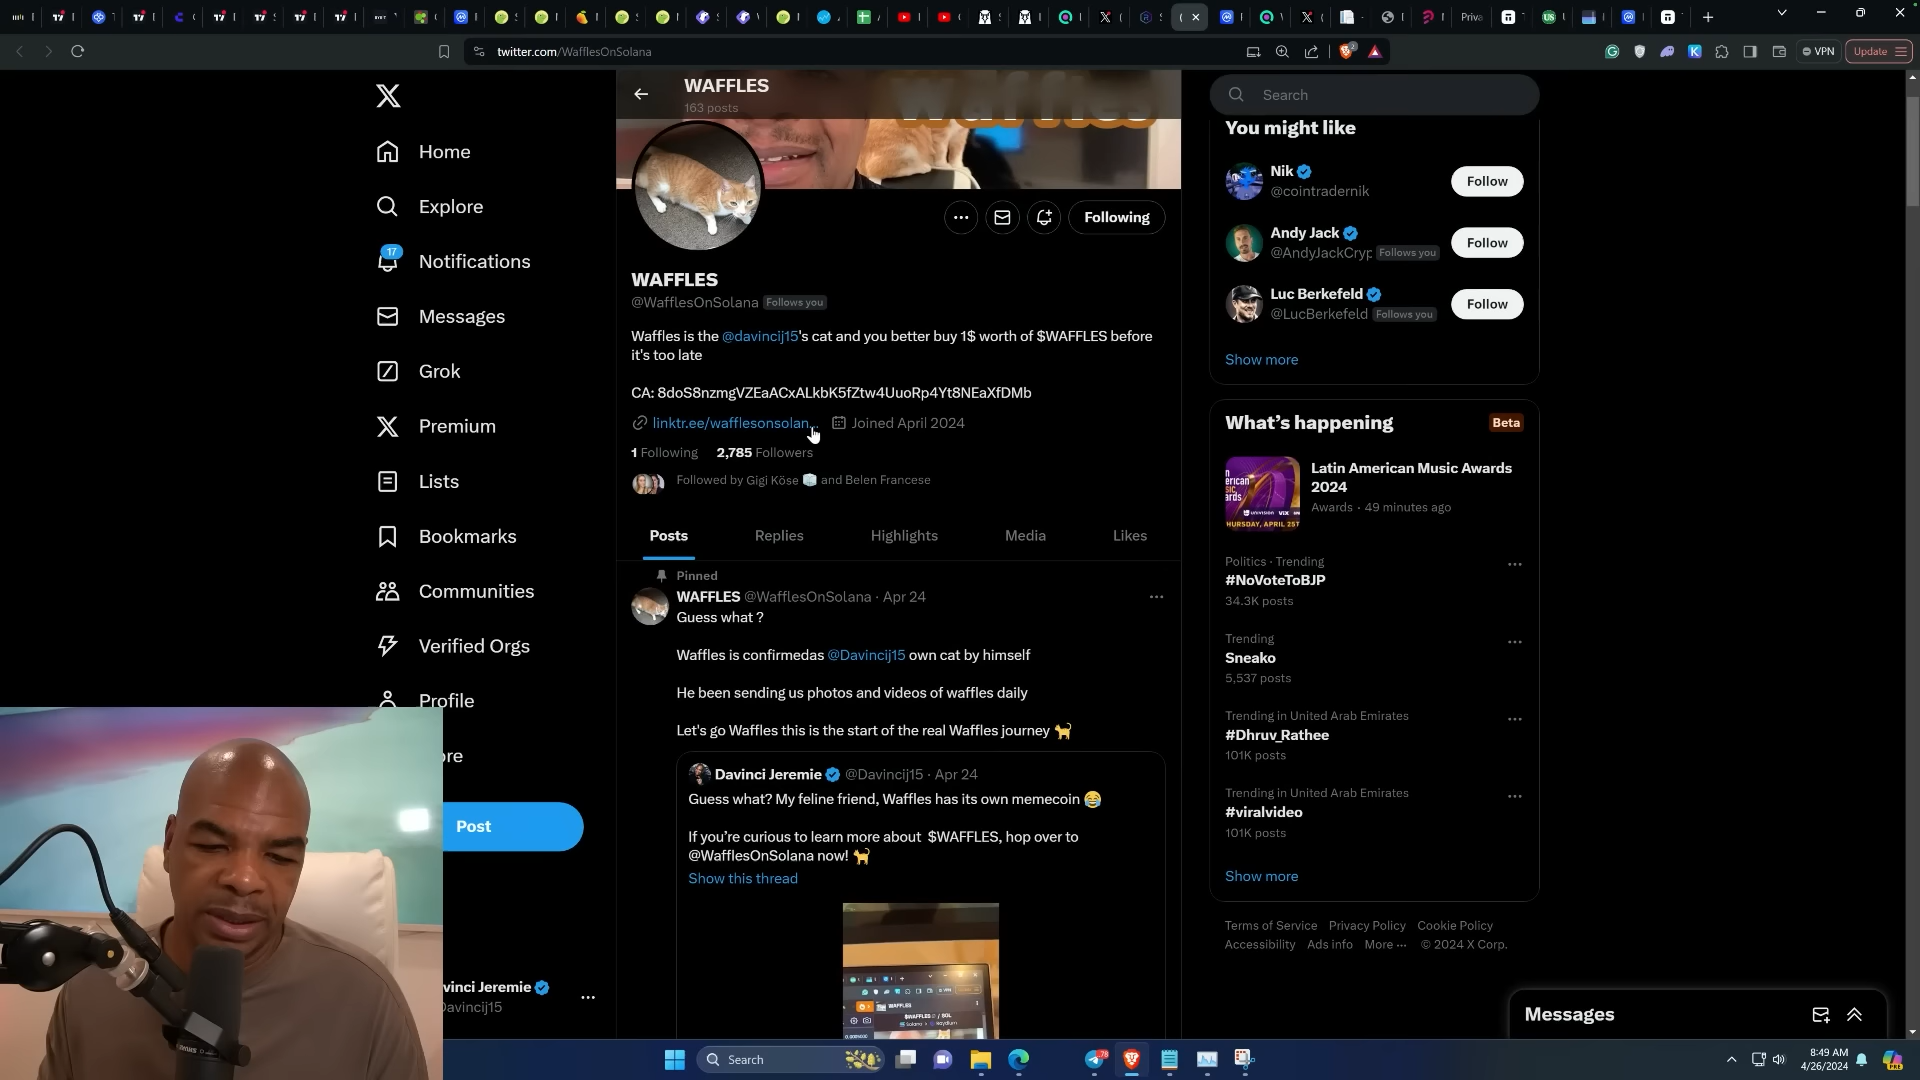 twitter.com/WafflesOnSolana
VPN
Update
Priva
WAFFLES
163 posts
Waffles
Search
Home
Explore
17
Notifications
Messages
Grok
Premium
Lists
Bookmarks
Communities
Verified Orgs
Profile
ore
Post
vinci Jeremie
Davincij15
Following
WAFFLES
@WafflesOnSolana Follows you
Waffles is the @davincij15's cat and you better buy 1$ worth of $WAFFLES before
it's too late
CA: 8doS8nzmgVZEaACxALkbK5fZtw4UuoRp4Yt8NEaXfDMb
linktr.ee/wafflesonsolan… Joined April 2024
1 Following 2,785 Followers
Followed by Gigi Köse and Belen Francese
Posts Replies Highlights Media Likes
Pinned
WAFFLES @WafflesOnSolana · Apr 24
Guess what ?
Waffles is confirmedas @Davincij15 own cat by himself
He been sending us photos and videos of waffles daily
Let's go Waffles this is the start of the real Waffles journey 🐈
Davinci Jeremie @Davincij15 · Apr 24
Guess what? My feline friend, Waffles has its own memecoin 😂
If you're curious to learn more about $WAFFLES, hop over to
@WafflesOnSolana now! 🐈
Show this thread
WAFFLES
$WAFFLES / SOL
Solana Raydium
You might like
Nik
@cointradernik
Follow
Andy Jack
@AndyJackCryp Follows you
Follow
Luc Berkefeld
@LucBerkefeld Follows you
Follow
Show more
What's happening
Beta
Latin American Music Awards
2024
Awards · 49 minutes ago
Politics · Trending
#NoVoteToBJP
34.3K posts
Trending
Sneako
5,537 posts
Trending in United Arab Emirates
#Dhruv_Rathee
101K posts
Trending in United Arab Emirates
#viralvideo
101K posts
Show more
Terms of Service Privacy Policy Cookie Policy
Accessibility Ads info More ··· © 2024 X Corp.
Messages
Search
78
8:49 AM
4/26/2024